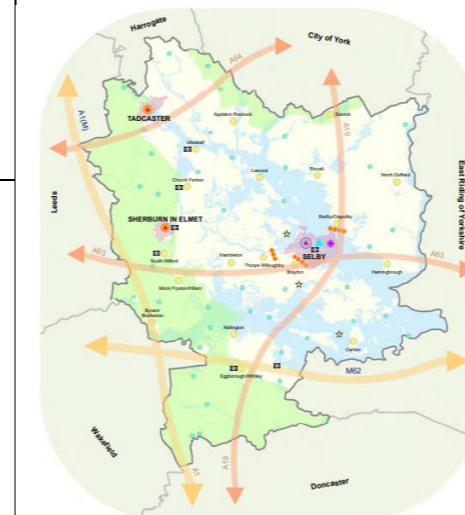 Harrogate
City of York
A64
A1(M)
TADCASTER
Appleton Roebuck
Escrick
A19
Ulleskelf
Church Fenton
Cawood
Riccall
North Duffield
Leeds
East Riding of Yorkshire
SHERBURN IN ELMET
Barlby/Osgodby
SELBY
A63
South Milford
Hambleton
Thorpe Willoughby
Brayton
Hemingbrough
A63
Monk Fryston/Hillam
Byram/
Brotherton
Kellington
Carlton
M62
Eggborough/Whitley
Wakefield
A1
A19
Doncaster